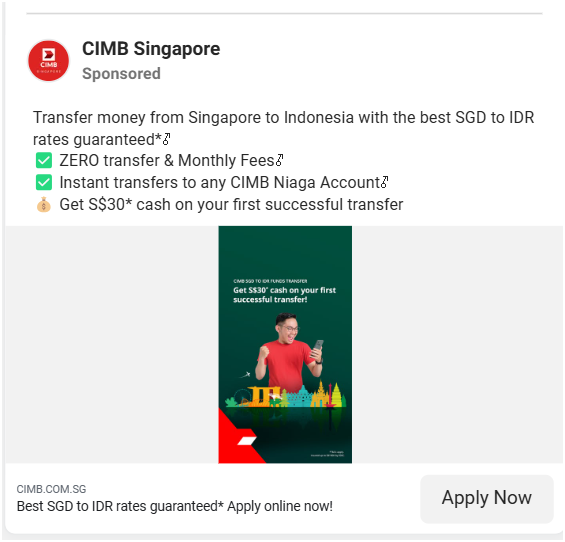 CIMB
SINGAPORE
CIMB Singapore
Sponsored
Transfer money from Singapore to Indonesia with the best SGD to IDR
rates guaranteed*
✅ ZERO transfer & Monthly Fees
✅ Instant transfers to any CIMB Niaga Account
💰 Get S$30* cash on your first successful transfer
CIMB SGD TO IDR FUNDS TRANSFER
Get S$30* cash on your first
successful transfer!
CIMB.COM.SG
Best SGD to IDR rates guaranteed* Apply online now!
Apply Now